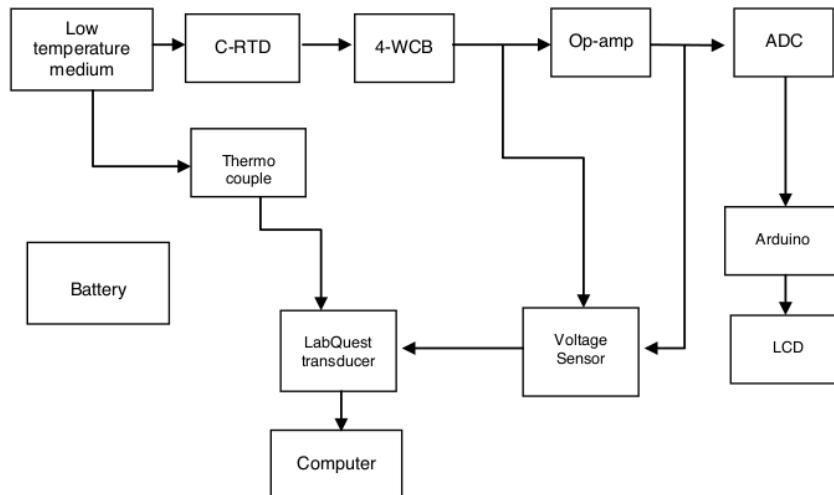 Low
temperature
medium
C-RTD
4-WCB
Op-amp
ADC
Thermo
couple
Arduino
Battery
LabQuest
transducer
Voltage
Sensor
LCD
Computer